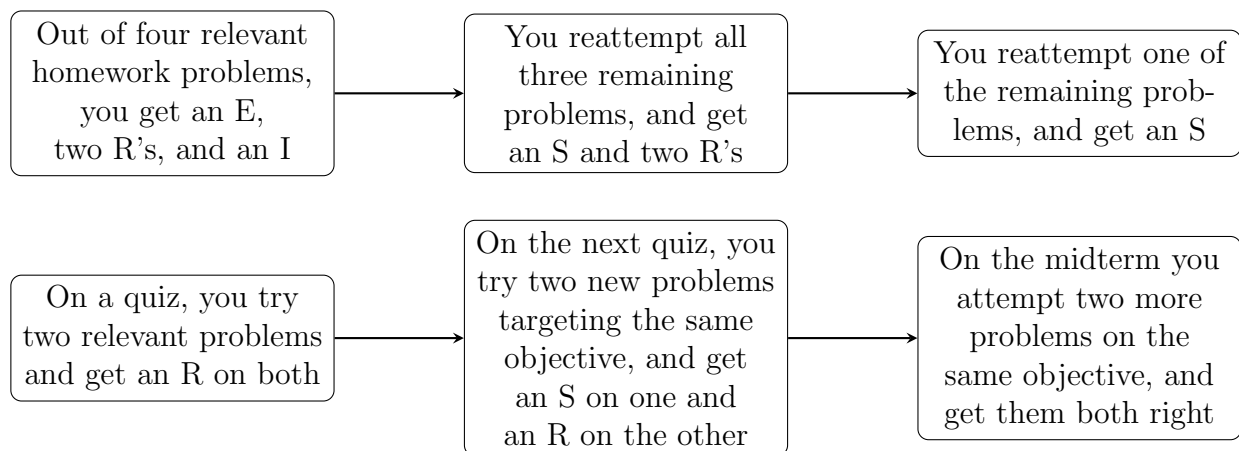 Out of four relevant
homework problems,
you get an E,
two R's, and an I
You reattempt all
three remaining
problems, and get
an S and two R's
You reattempt one of
the remaining prob-
lems, and get an S
On a quiz, you try
two relevant problems
and get an R on both
On the next quiz, you
try two new problems
targeting the same
objective, and get
an S on one and
an R on the other
On the midterm you
attempt two more
problems on the
same objective, and
get them both right